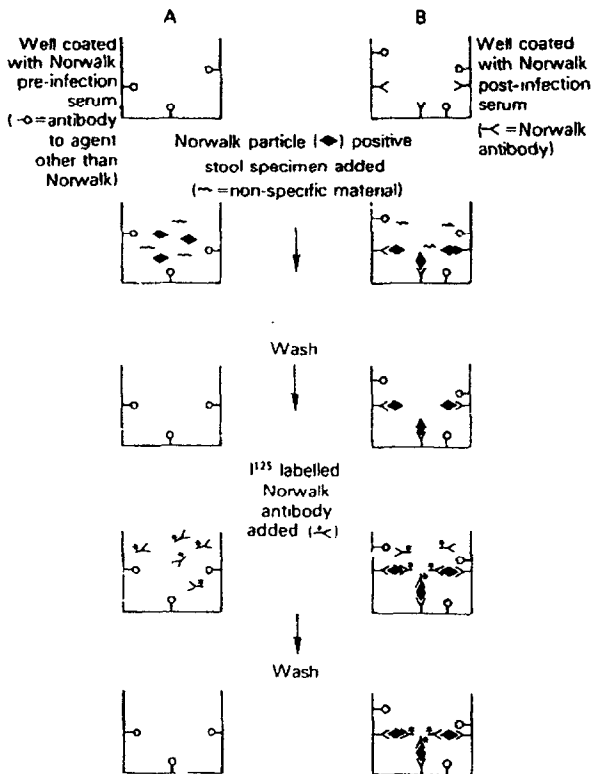 A
B
Well coated
with Norwalk
pre-infection
serum
(=antibody
to agent
other than
Norwalk)
Well coated
with Norwalk
post-infection
serum
(=Norwalk
antibody)
Norwalk particle () positive
stool specimen added
(=non-specific material)
Wash
I¹²⁵ labelled
Norwalk
antibody
added ()
Wash